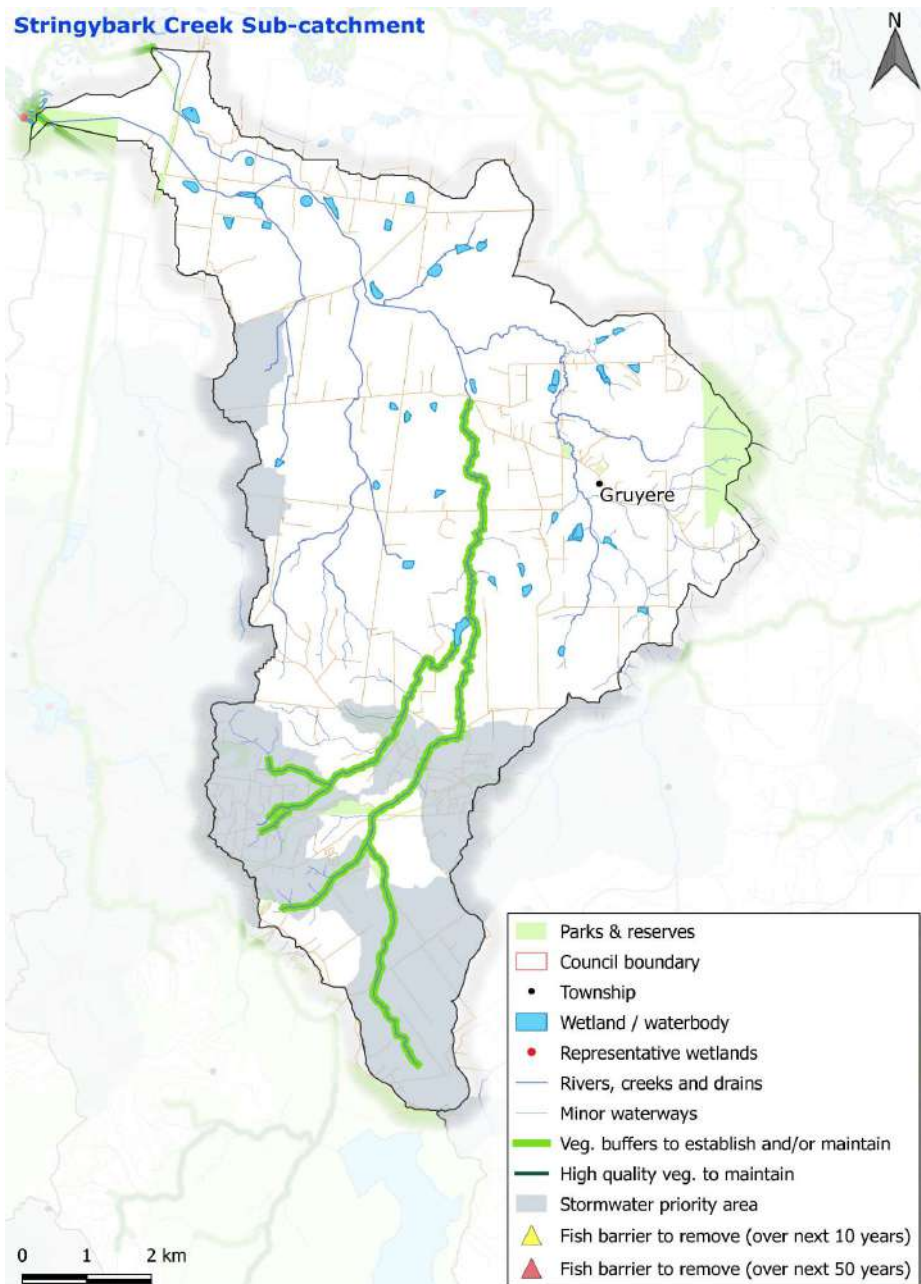 Stringybark Creek Sub-catchment
N
Gruyere
Parks & reserves
Council boundary
Township
Wetland / waterbody
Representative wetlands
Rivers, creeks and drains
Minor waterways
Veg. buffers to establish and/or maintain
High quality veg. to maintain
Stormwater priority area
Fish barrier to remove (over next 10 years)
Fish barrier to remove (over next 50 years)
0 1 2 km